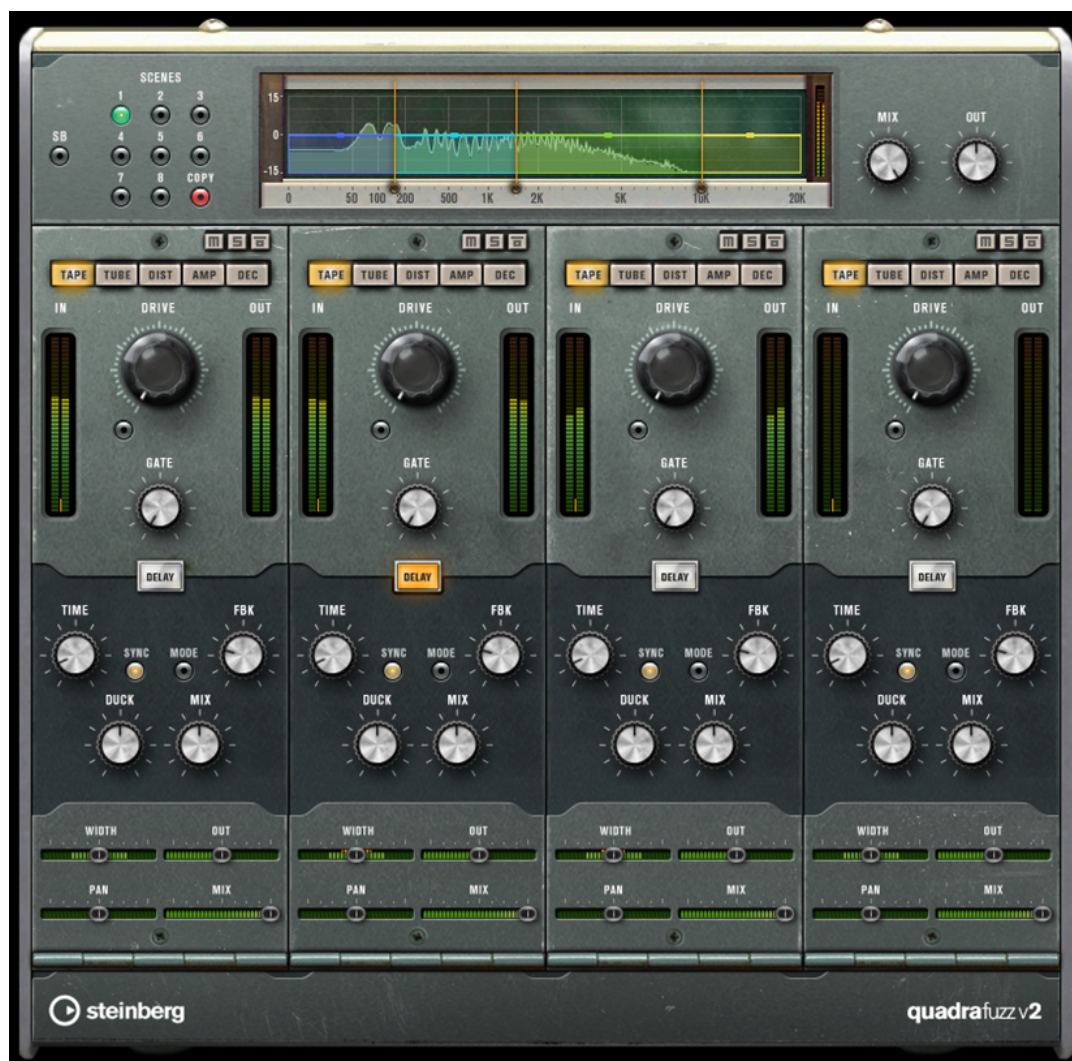 SCENES
1 2 3
SB
4 5 6
7 8 COPY
15
0
-15
0 50 100 200 500 1K 2K 5K 10K 20K
MIX OUT
M S M S M S M S
TAPE TUBE DIST AMP DEC TAPE TUBE DIST AMP DEC TAPE TUBE DIST AMP DEC TAPE TUBE DIST AMP DEC
IN DRIVE OUT IN DRIVE OUT IN DRIVE OUT IN DRIVE OUT
GATE GATE GATE GATE
DELAY DELAY DELAY DELAY
TIME FBK TIME FBK TIME FBK TIME FBK
SYNC MODE SYNC MODE SYNC MODE SYNC MODE
DUCK MIX DUCK MIX DUCK MIX DUCK MIX
WIDTH OUT WIDTH OUT WIDTH OUT WIDTH OUT
PAN MIX PAN MIX PAN MIX PAN MIX
steinberg quadrafuzz v2